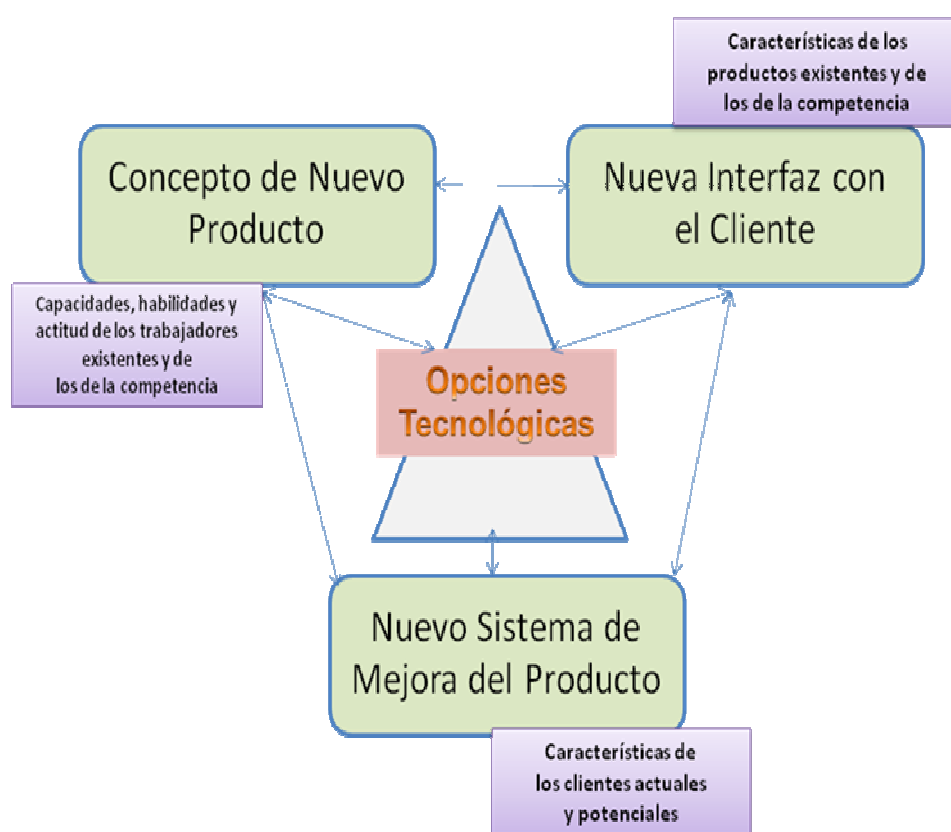 Características de los
productos existentes y de
los de la competencia
Concepto de Nuevo
Producto
Nueva Interfaz con
el Cliente
Capacidades, habilidades y
actitud de los trabajadores
existentes y de
los de la competencia
Opciones
Tecnológicas
Nuevo Sistema de
Mejora del Producto
Características de
los clientes actuales
y potenciales